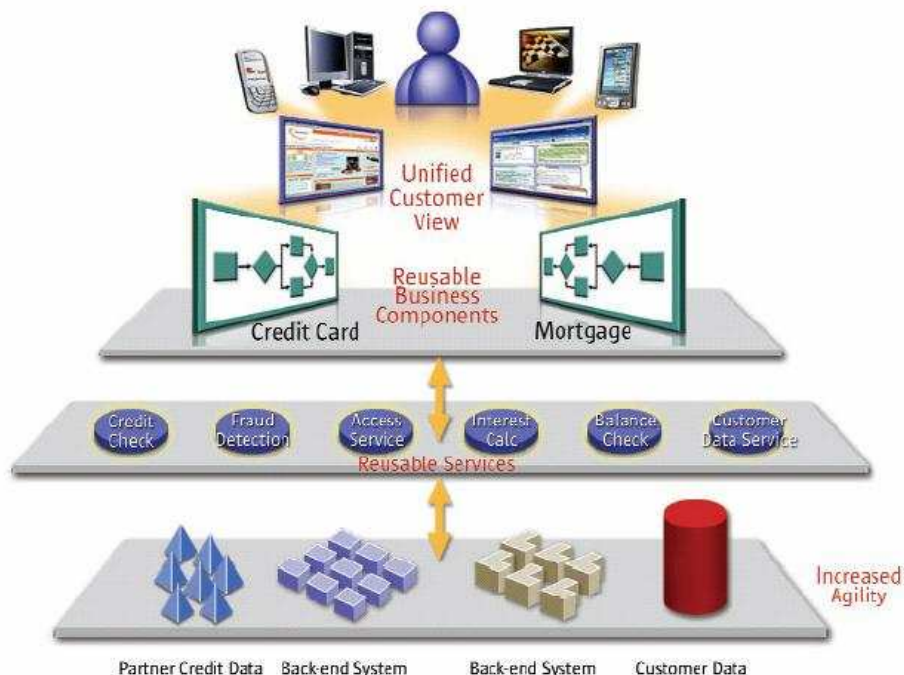 Unified
Customer
View
Reusable
Business
Components
Credit Card
Mortgage
Credit
Check
Fraud
Detection
Access
Service
Interest
Calc
Balance
Check
Customer
Data Service
Reusable Services
Increased
Agility
Partner Credit Data
Back-end System
Back-end System
Customer Data